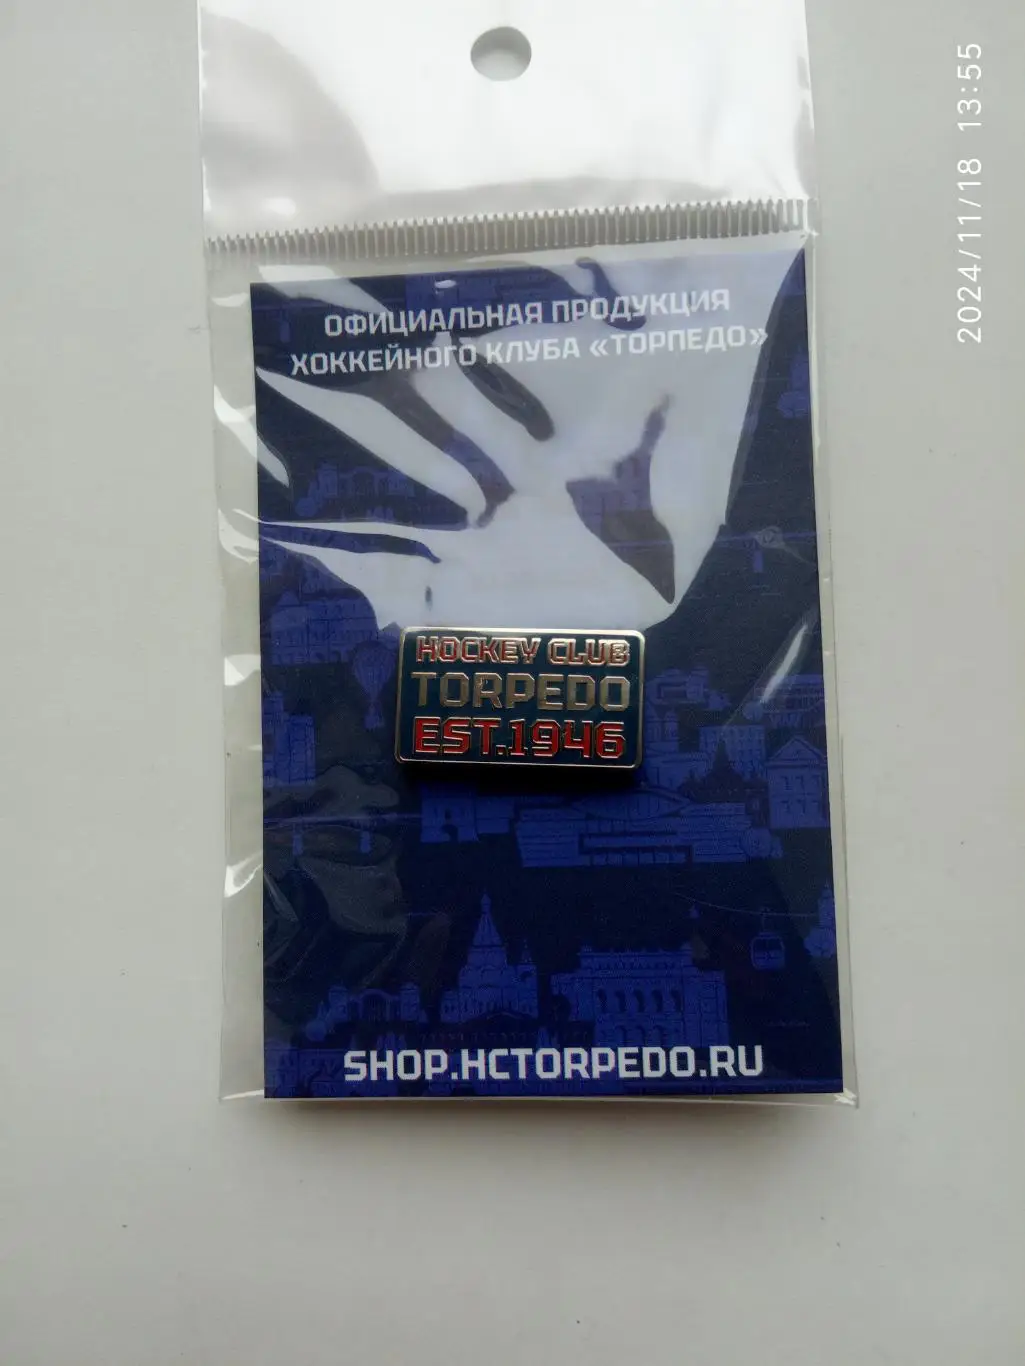 2024/11/18 13:55
ОФИЦИАЛЬНАЯ ПРОДУКЦИЯ
ХОККЕЙНОГО КЛУБА «ТОРПЕДО»
HOCKEY CLUB
TORPEDO
EST.1946
SHOP.HCTORPEDO.RU